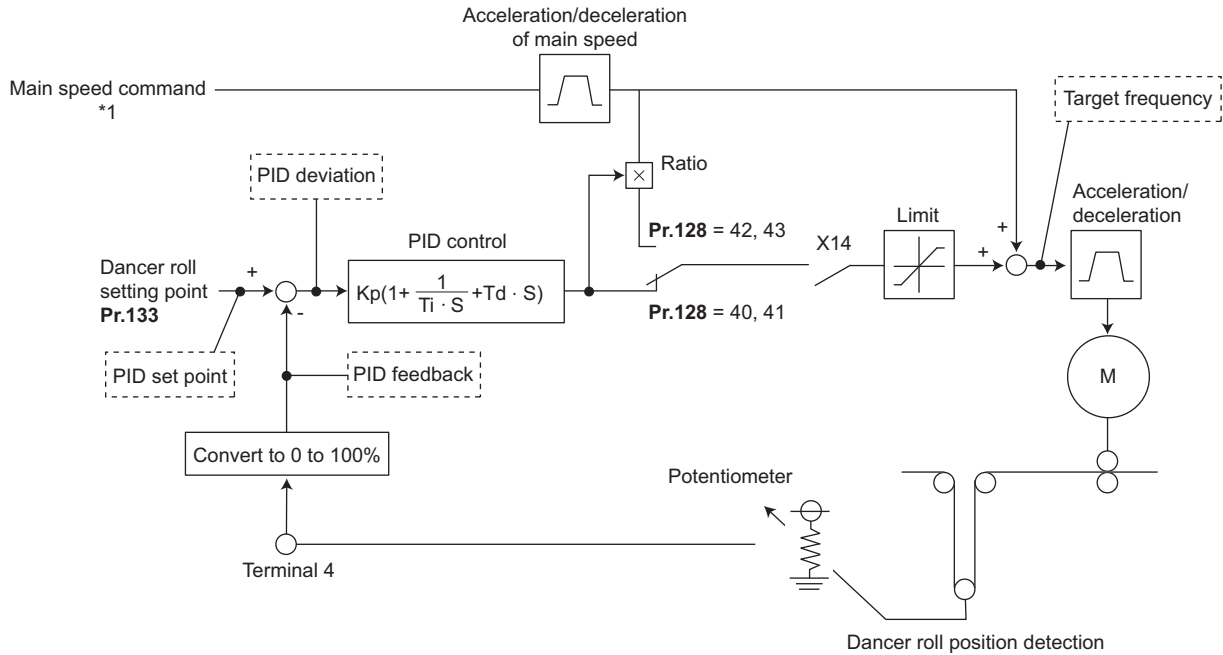 Acceleration/deceleration
of main speed
Main speed command
*1
Target frequency
PID deviation
Ratio
Acceleration/
deceleration
Pr.128 = 42, 43
Limit
PID control
X14
+
+
Dancer roll
setting point
Pr.133
+
-
Kp(1+ 1/(Ti · S) +Td · S)
Pr.128 = 40, 41
PID set point
PID feedback
M
Convert to 0 to 100%
Potentiometer
Terminal 4
Dancer roll position detection